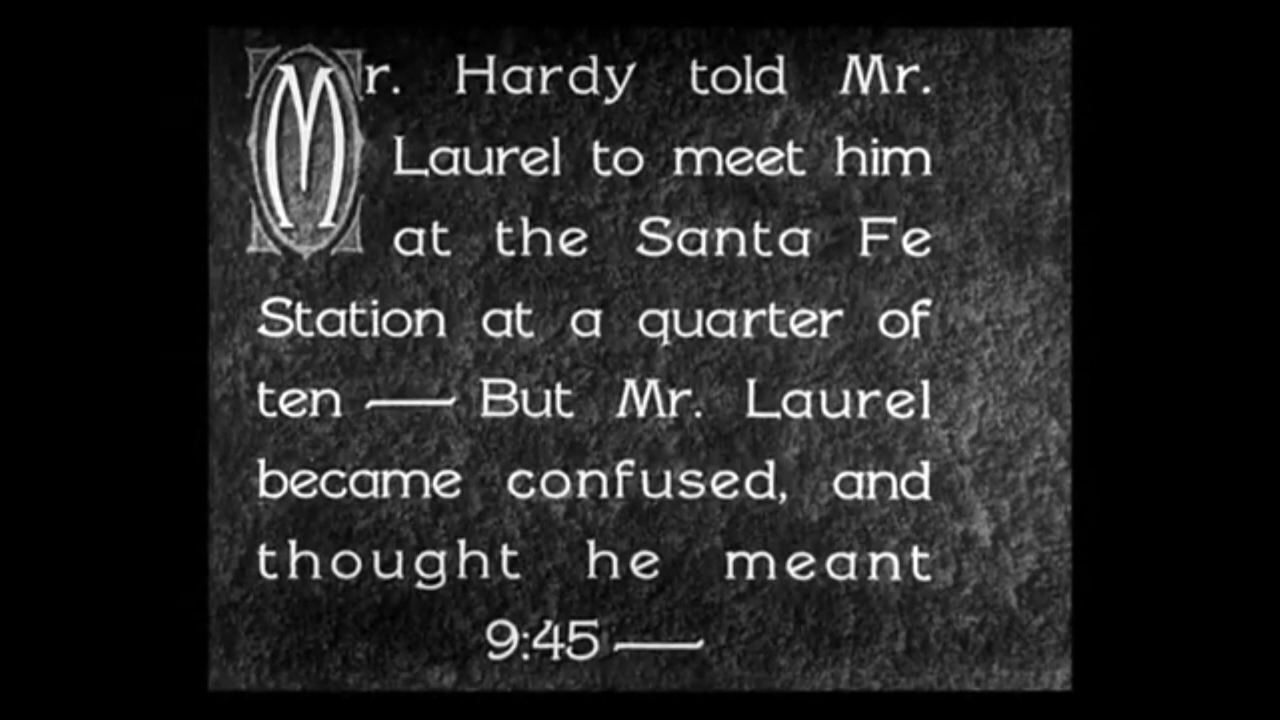 Mr. Hardy told Mr.
Laurel to meet him
at the Santa Fe
Station at a quarter of
ten — But Mr. Laurel
became confused, and
thought he meant
9:45 —